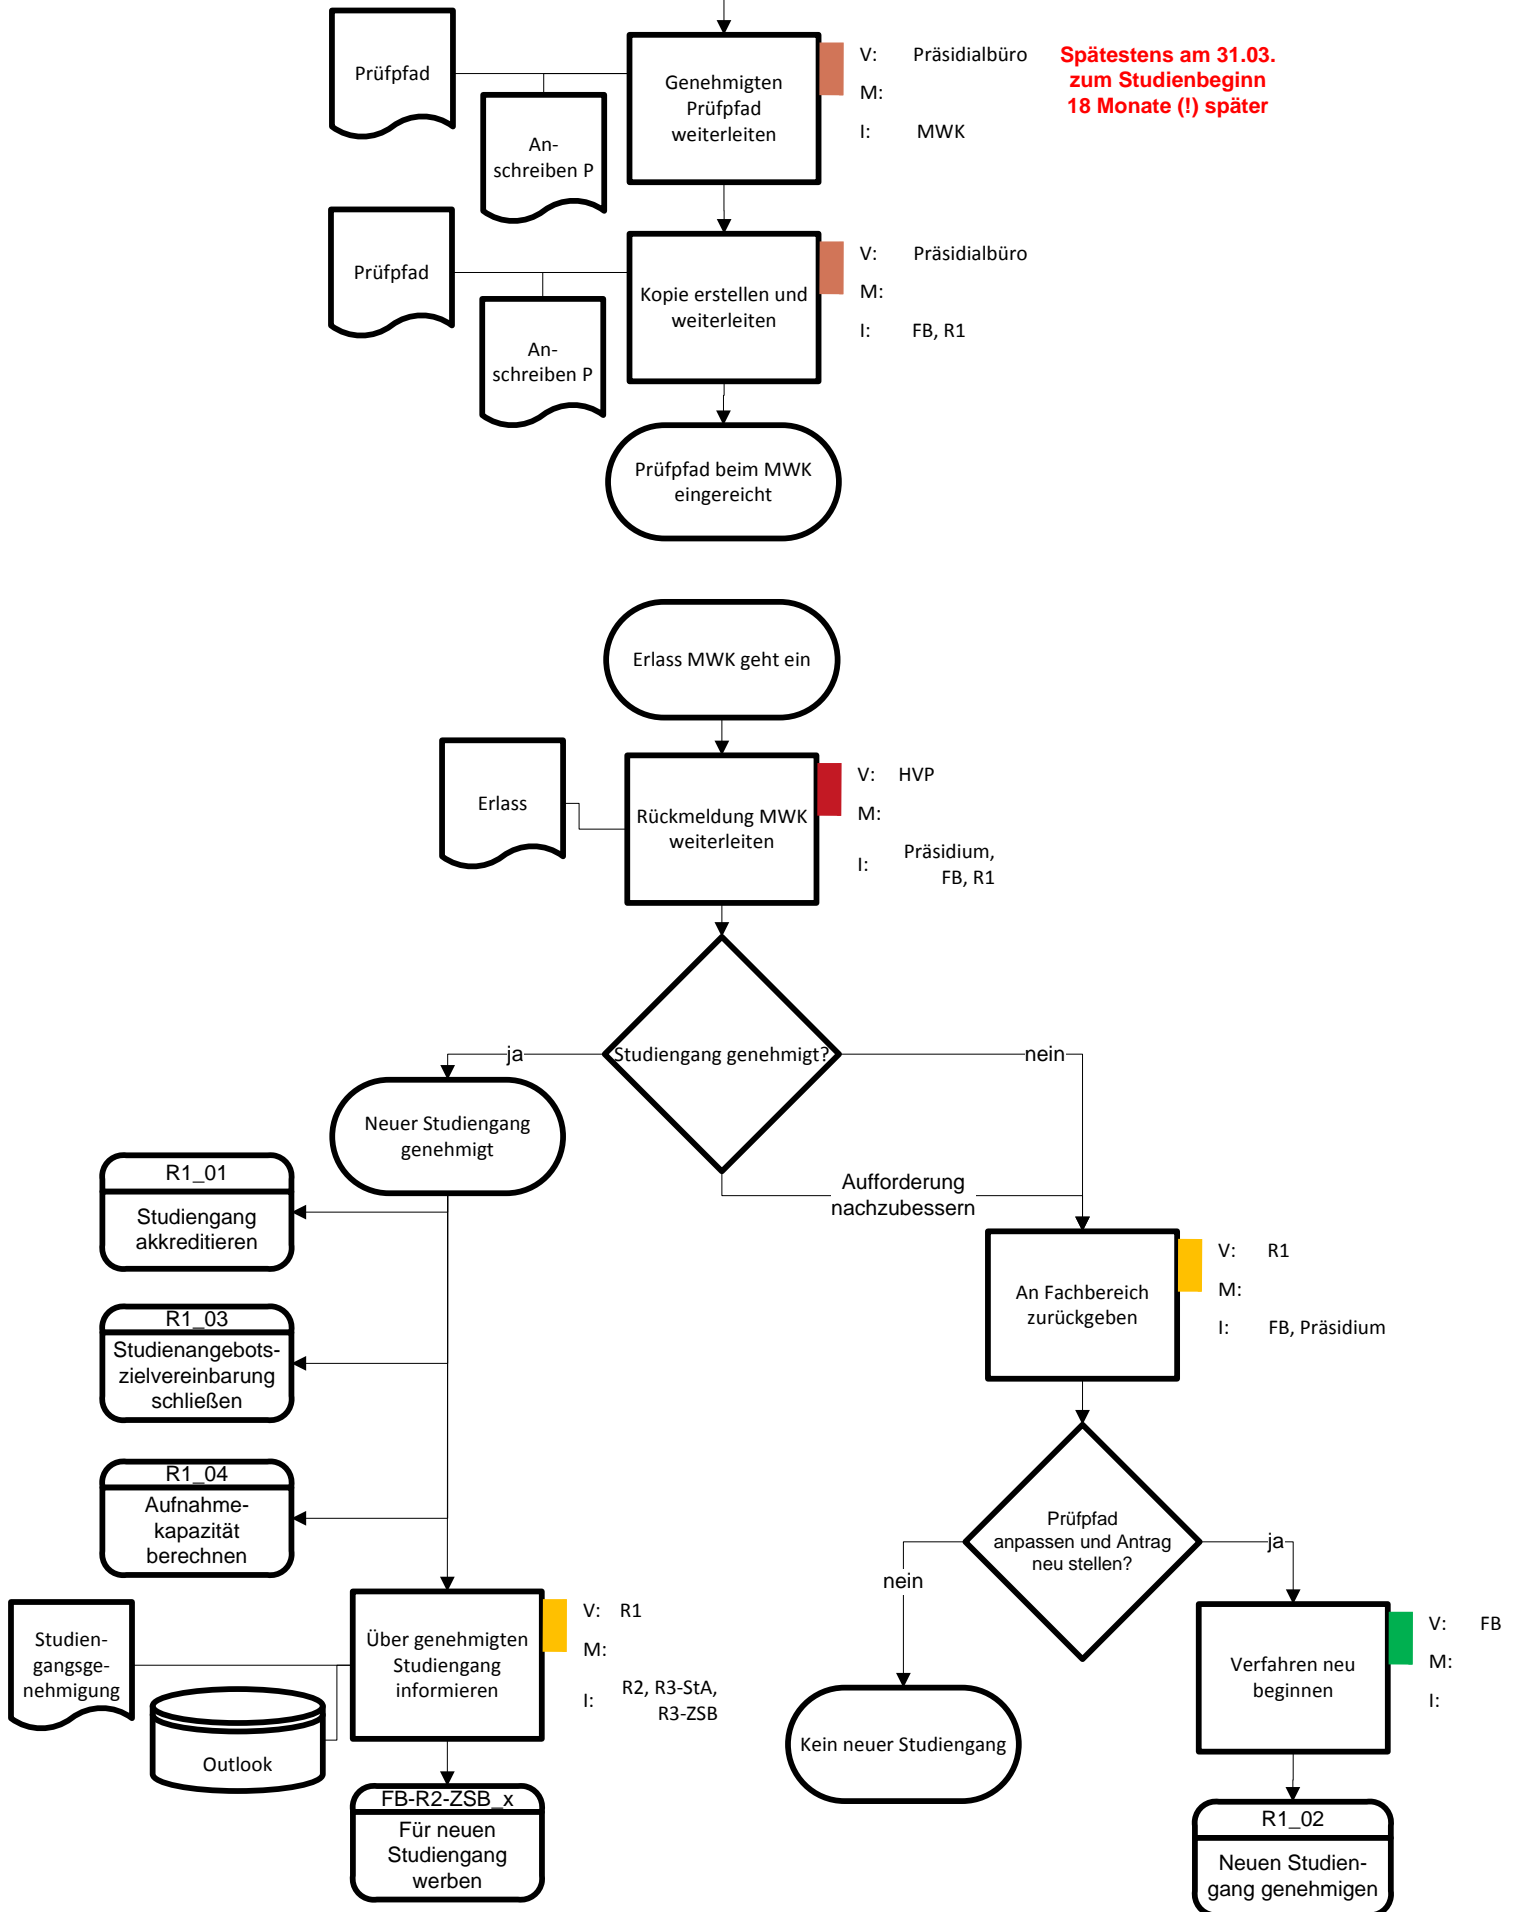 Prüfpfad
An-
schreiben P
Genehmigten
Prüfpfad
weiterleiten
V: Präsidialbüro
M:
I: MWK
Spätestens am 31.03.
zum Studienbeginn
18 Monate (!) später
Prüfpfad
An-
schreiben P
Kopie erstellen und
weiterleiten
V: Präsidialbüro
M:
I: FB, R1
Prüfpfad beim MWK
eingereicht
Erlass MWK geht ein
Erlass
Rückmeldung MWK
weiterleiten
V: HVP
M:
I: Präsidium,
FB, R1
Studiengang genehmigt?
ja
nein
Neuer Studiengang
genehmigt
Aufforderung
nachzubessern
R1_01
Studiengang
akkreditieren
An Fachbereich
zurückgeben
V: R1
M:
I: FB, Präsidium
R1_03
Studienangebots-
zielvereinbarung
schließen
R1_04
Aufnahme-
kapazität
berechnen
Prüfpfad
anpassen und Antrag
neu stellen?
ja
nein
Studien-
gangsge-
nehmigung
Outlook
Über genehmigten
Studiengang
informieren
V: R1
M:
I: R2, R3-StA,
R3-ZSB
Kein neuer Studiengang
Verfahren neu
beginnen
V: FB
M:
I:
FB-R2-ZSB_x
Für neuen
Studiengang
werben
R1_02
Neuen Studien-
gang genehmigen